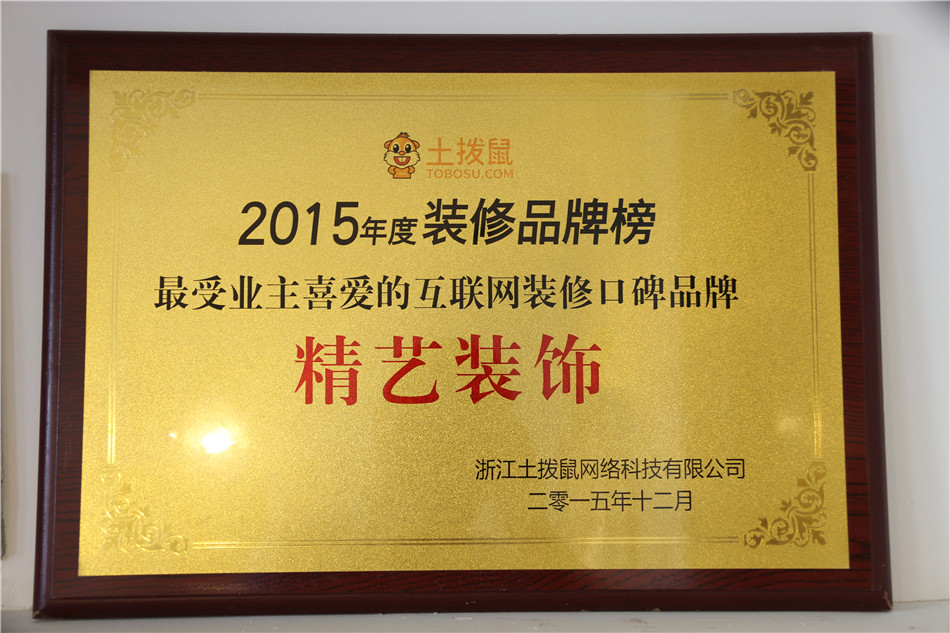 土拨鼠
TOBOSU.COM
2015年度装修品牌榜
最受业主喜爱的互联网装修口碑品牌
精艺装饰
浙江土拨鼠网络科技有限公司
二零一五年十二月